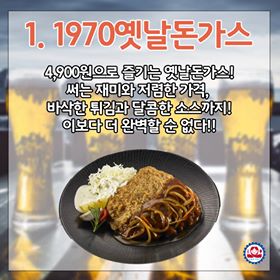 1. 1970옛날돈가스
4,900원으로 즐기는 옛날돈가스!
써는 재미와 저렴한 가격,
바삭한 튀김과 달콤한 소스까지!
이보다 더 완벽할 순 없다!!